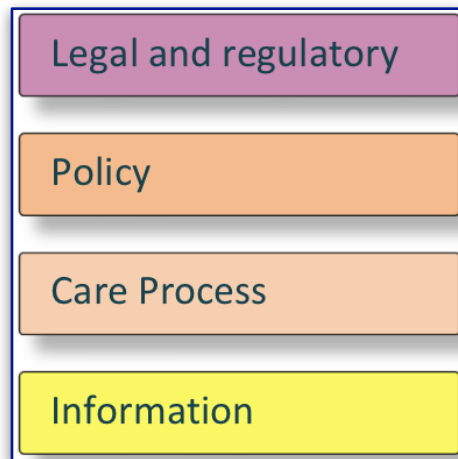 Legal and regulatory
Policy
Care Process
Information